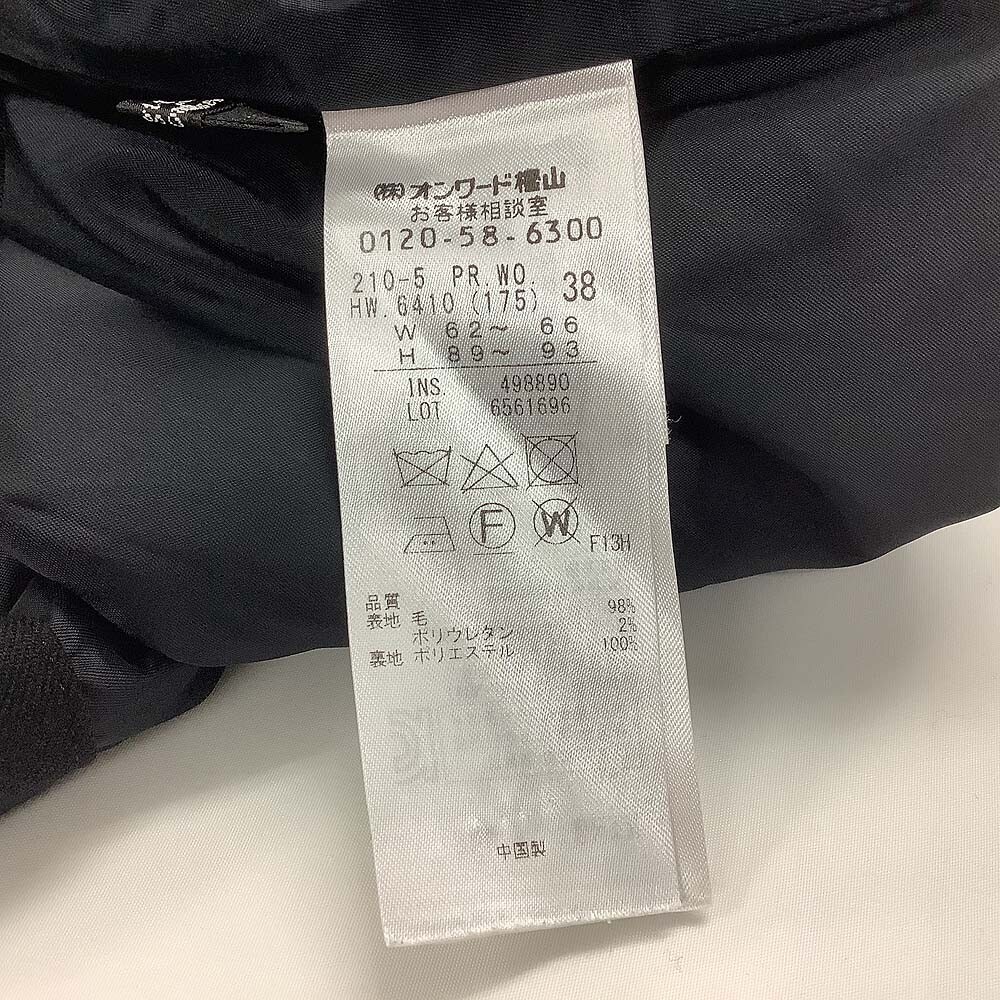 (株)オンワード樫山
お客様相談室
0120-58-6300
210-5 PR.WO.
HW.6410 (175) 38
W 62〜 66
H 89〜 93
INS. 498890
LOT 6561696
F
W
F13H
品質
表地 毛 98%
ポリウレタン 2%
裏地 ポリエステル 100%
中国製